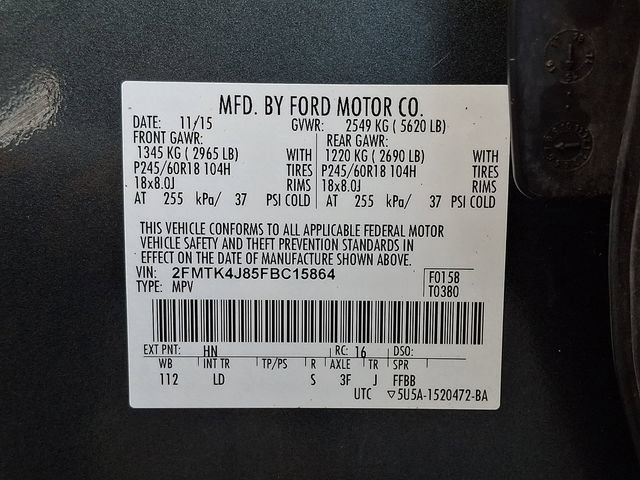 MFD. BY FORD MOTOR CO.
DATE: 11/15 GVWR: 2549 KG ( 5620 LB)
FRONT GAWR: REAR GAWR:
1345 KG ( 2965 LB) WITH 1220 KG ( 2690 LB) WITH
P245/60R18 104H TIRES P245/60R18 104H TIRES
18x8.0J RIMS 18x8.0J RIMS
AT 255 kPa/ 37 PSI COLD AT 255 kPa/ 37 PSI COLD
THIS VEHICLE CONFORMS TO ALL APPLICABLE FEDERAL MOTOR
VEHICLE SAFETY AND THEFT PREVENTION STANDARDS IN
EFFECT ON THE DATE OF MANUFACTURE SHOWN ABOVE.
VIN: 2FMTK4J85FBC15864 F0158
TYPE: MPV T0380
EXT PNT: HN RC: 16 DSO:
WB INT TR TP/PS R AXLE TR SPR
112 LD S 3F J FFBB
UTC ▽5U5A-1520472-BA